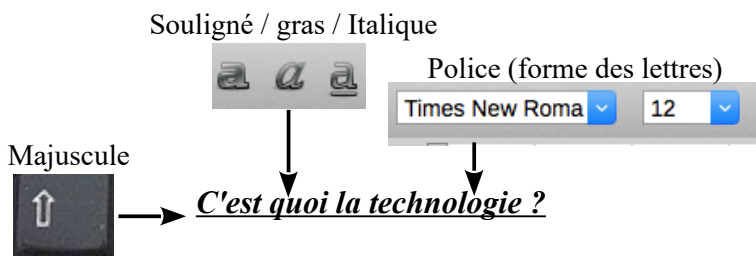 Souligné / gras / Italique
a a a
Police (forme des lettres)
Times New Roma 12
Majuscule
C'est quoi la technologie ?